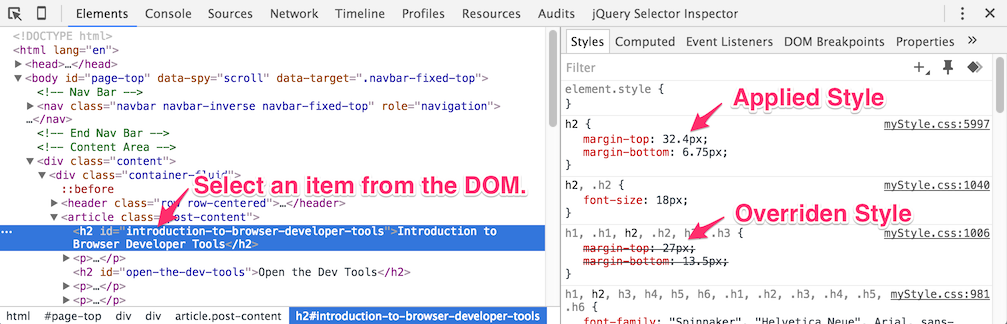 Elements Console Sources Network Timeline Profiles Resources Audits jQuery Selector Inspector
<!DOCTYPE html>
<html lang="en">
<head>…</head>
<body id="page-top" data-spy="scroll" data-target=".navbar-fixed-top">
<!-- Nav Bar -->
<nav class="navbar navbar-inverse navbar-fixed-top" role="navigation">
…</nav>
<!-- End Nav Bar -->
<!-- Content Area -->
<div class="content">
<div class="container-fluid">
::before
Select an item from the DOM.
<header class="row row-centered">…</header>
<article class="post-content">
… <h2 id="introduction-to-browser-developer-tools">Introduction to
Browser Developer Tools</h2>
<p>…</p>
<h2 id="open-the-dev-tools">Open the Dev Tools</h2>
<p>…</p>
<p>…</p>
html #page-top div div article.post-content h2#introduction-to-browser-developer-tools
Styles Computed Event Listeners DOM Breakpoints Properties »
Filter
element.style {
}
Applied Style
h2 { myStyle.css:5997
margin-top: 32.4px;
margin-bottom: 6.75px;
}
h2, .h2 { myStyle.css:1040
font-size: 18px;
}
Overriden Style
h1, .h1, h2, .h2, h3, .h3 { myStyle.css:1006
margin-top: 27px;
margin-bottom: 13.5px;
}
h1, h2, h3, h4, h5, h6, .h1, .h2, .h3, .h4, .h5, myStyle.css:981
.h6 {
font-family: "Spinnaker", "Helvetica Neue", Arial, sans-